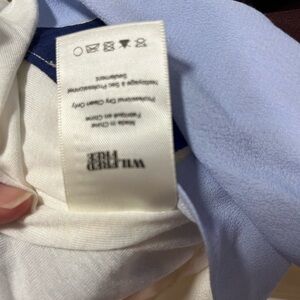 WILFRED
FREE
Made in China
Fabriqué en Chine
Professional Dry Clean Only
Nettoyage à Sec Professionnel
Seulement